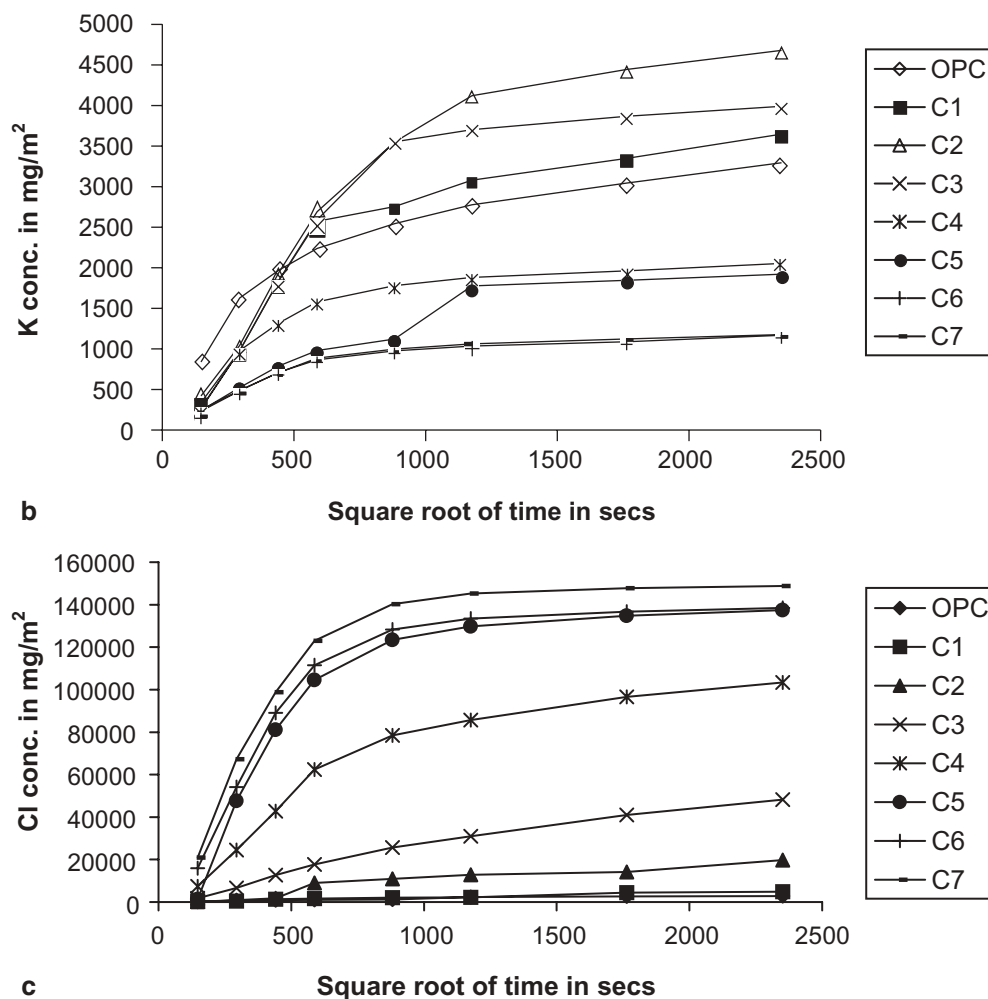 K conc. in mg/m²
5000
4500
4000
3500
3000
2500
2000
1500
1000
500
0
0 500 1000 1500 2000 2500
Square root of time in secs
OPC
C1
C2
C3
C4
C5
C6
C7
b
Cl conc. in mg/m²
160000
140000
120000
100000
80000
60000
40000
20000
0
0 500 1000 1500 2000 2500
Square root of time in secs
OPC
C1
C2
C3
C4
C5
C6
C7
c